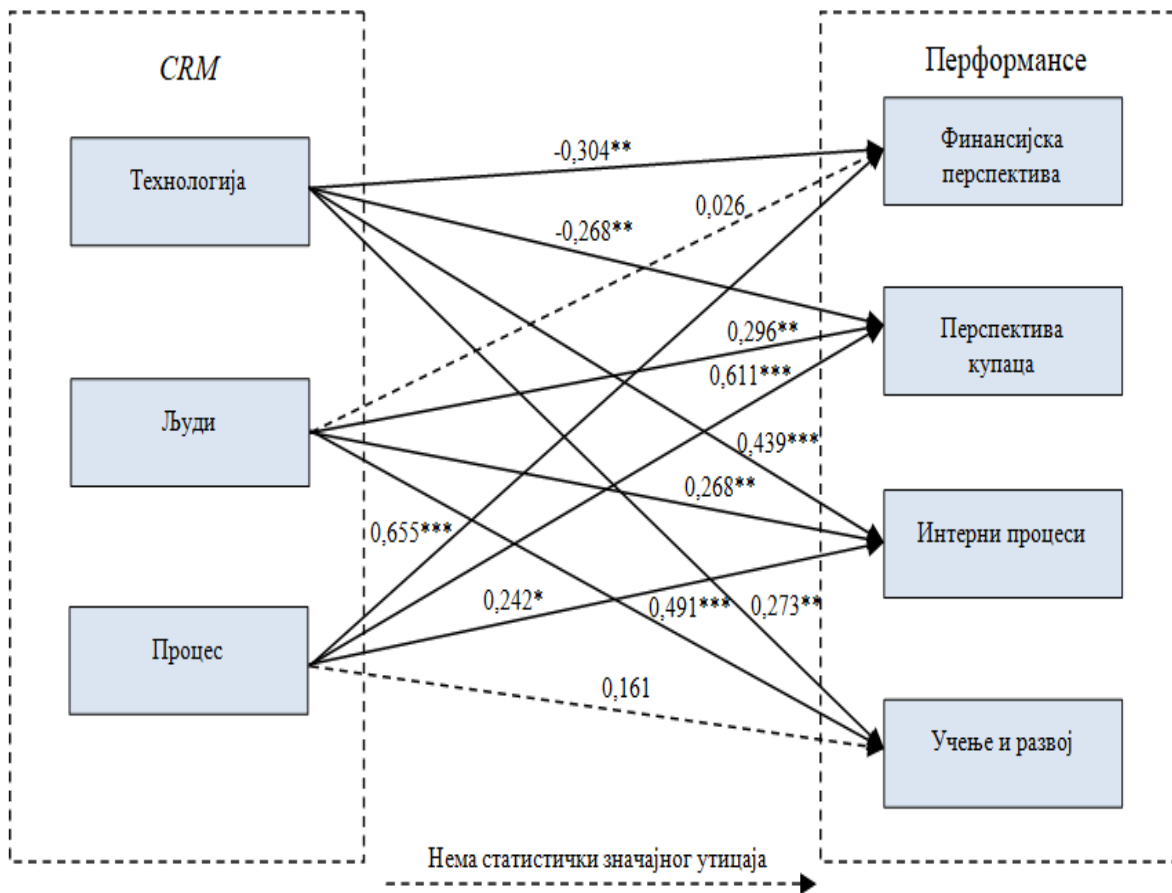 CRM
Технологија
Људи
Процес
Перформансе
Финансијска
перспектива
Перспектива
купаца
Интерни процеси
Учење и развој
-0,304**
0,026
-0,268**
0,296**
0,611***
0,439***
0,268**
0,655***
0,242*
0,491***
0,273**
0,161
Нема статистички значајног утицаја